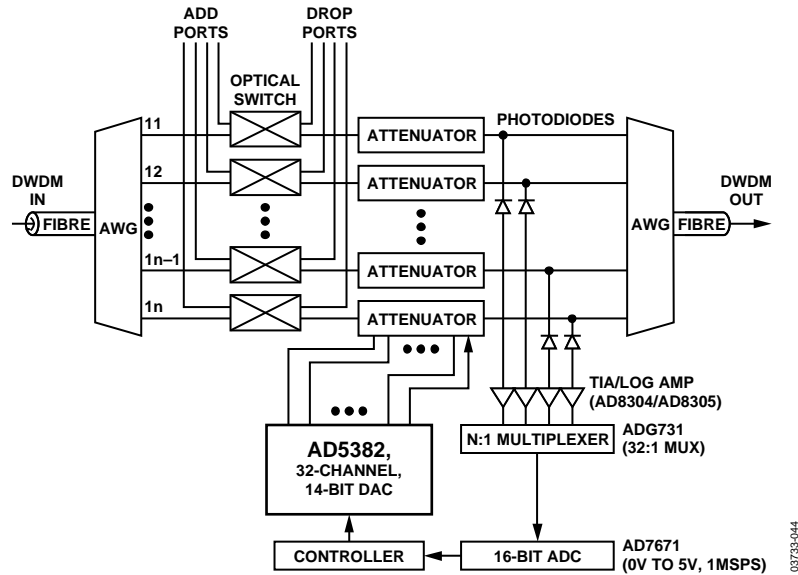 ADD
PORTS
DROP
PORTS
OPTICAL
SWITCH
PHOTODIODES
11
ATTENUATOR
12
ATTENUATOR
DWDM
IN
FIBRE
AWG
AWG
FIBRE
DWDM
OUT
1n–1
ATTENUATOR
1n
ATTENUATOR
TIA/LOG AMP
(AD8304/AD8305)
AD5382,
32-CHANNEL,
14-BIT DAC
N:1 MULTIPLEXER
ADG731
(32:1 MUX)
CONTROLLER
16-BIT ADC
AD7671
(0V TO 5V, 1MSPS)
03733-044